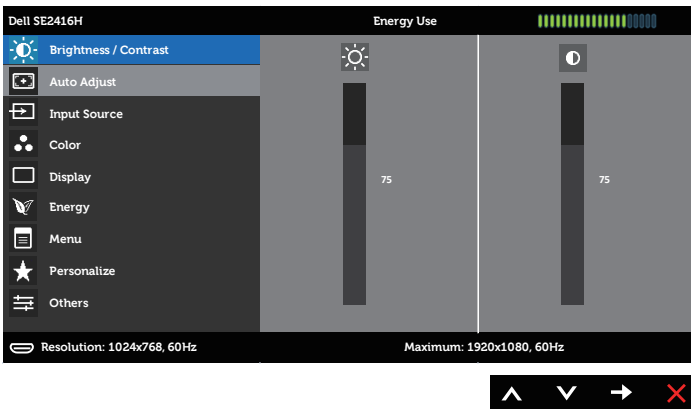 Dell SE2416H Energy Use
Brightness / Contrast
Auto Adjust
Input Source
Color
Display
75 75
Energy
Menu
Personalize
Others
Resolution: 1024x768, 60Hz Maximum: 1920x1080, 60Hz